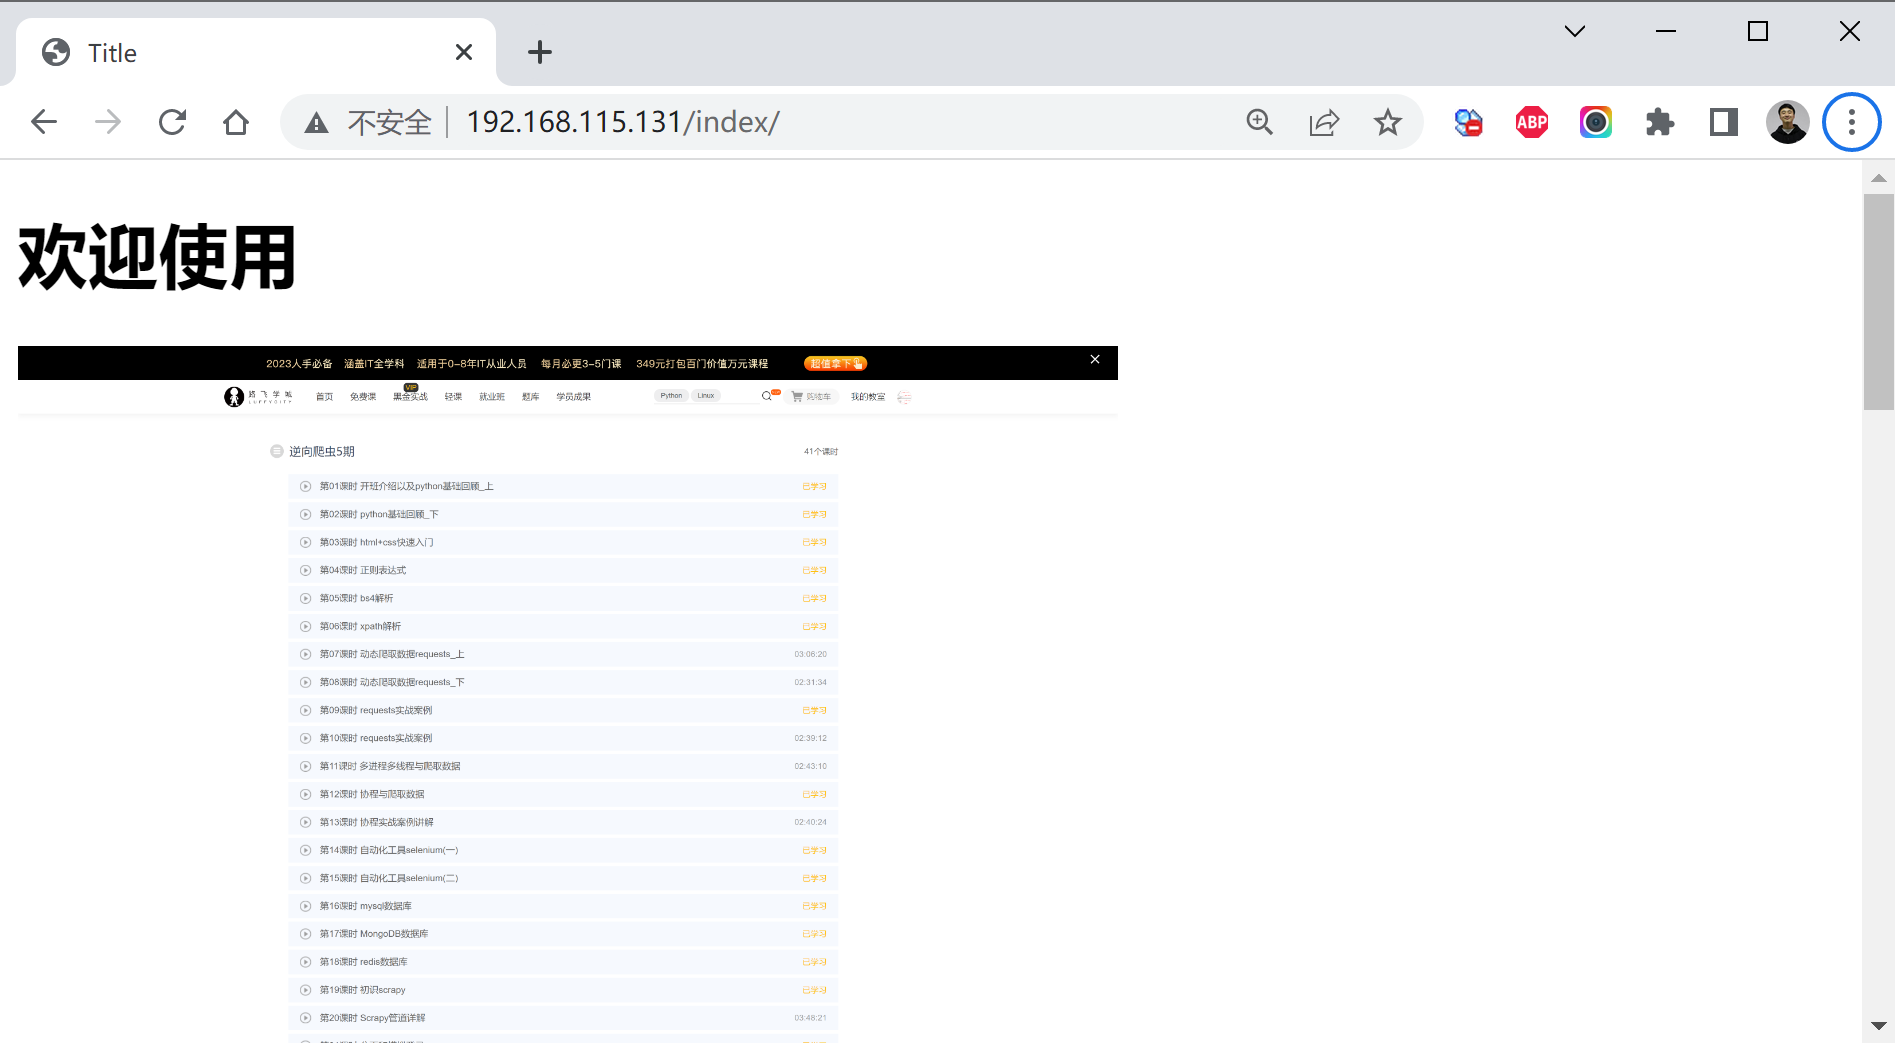 Title
不安全 192.168.115.131/index/
ABP
欢迎使用
2023人手必备 涵盖IT全学科 适用于0-8年IT从业人员 每月必更3-5门课 349元打包百门价值万元课程 超值拿下
路飞学城 LUFFYCITY 首页 免费课 黑金实战 VIP 轻课 就业班 题库 学员成果 Python Linux 购物车 我的教室
逆向爬虫5期 41个课时
第01课时 开班介绍以及python基础回顾_上 已学习
第02课时 python基础回顾_下 已学习
第03课时 html+css快速入门 已学习
第04课时 正则表达式 已学习
第05课时 bs4解析 已学习
第06课时 xpath解析 已学习
第07课时 动态爬取数据requests_上 03:06:20
第08课时 动态爬取数据requests_下 02:31:34
第09课时 requests实战案例 已学习
第10课时 requests实战案例 02:39:12
第11课时 多进程多线程与爬取数据 02:43:10
第12课时 协程与爬取数据 已学习
第13课时 协程实战案例讲解 02:40:24
第14课时 自动化工具selenium(一) 已学习
第15课时 自动化工具selenium(二) 已学习
第16课时 mysql数据库 已学习
第17课时 MongoDB数据库 已学习
第18课时 redis数据库 已学习
第19课时 初识scrapy 已学习
第20课时 Scrapy管道详解 03:48:21